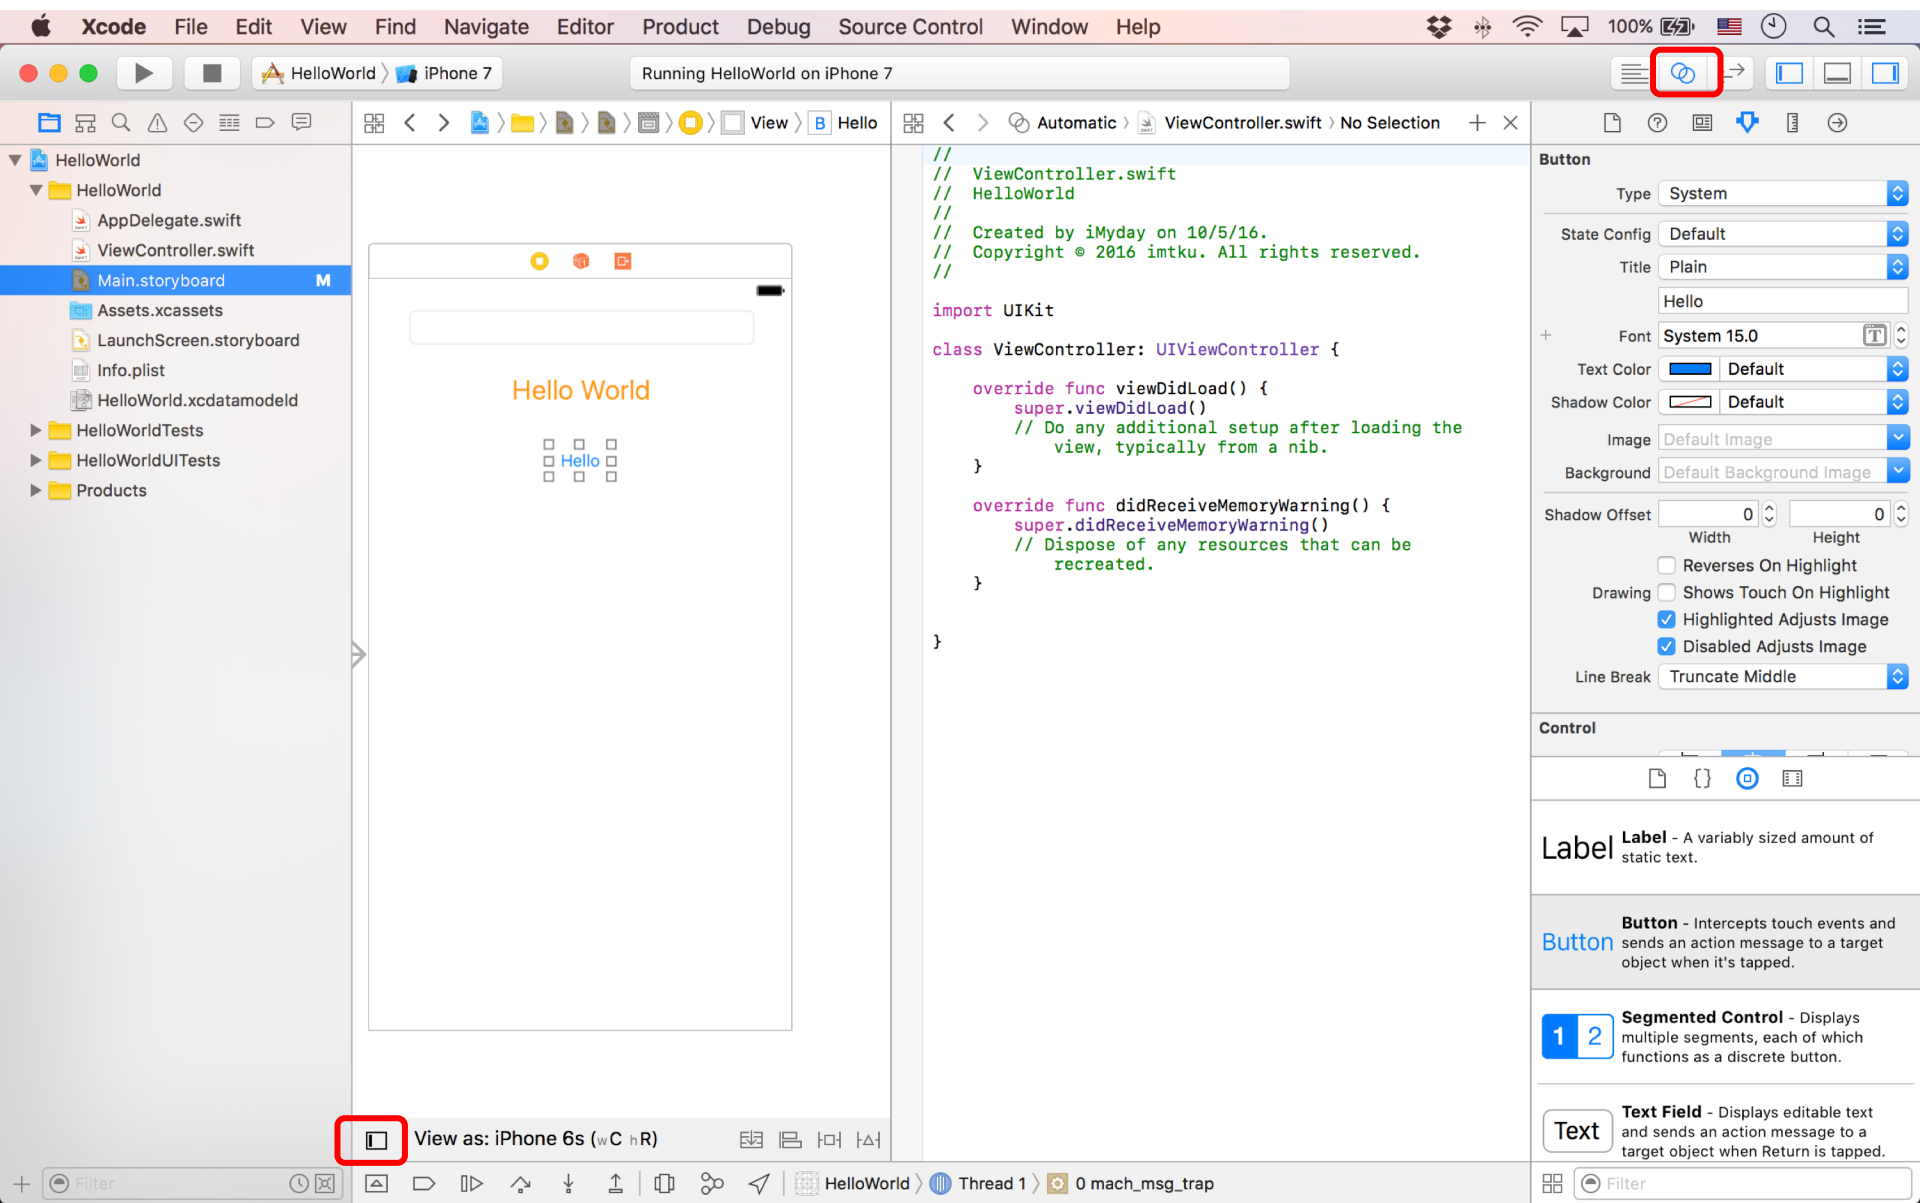 Xcode File Edit View Find Navigate Editor Product Debug Source Control Window Help 100%
HelloWorld iPhone 7 Running HelloWorld on iPhone 7
View B Hello Automatic ViewController.swift No Selection
HelloWorld
HelloWorld
AppDelegate.swift
ViewController.swift
Main.storyboard M
Assets.xcassets
LaunchScreen.storyboard
Info.plist
HelloWorld.xcdatamodeld
HelloWorldTests
HelloWorldUITests
Products
Filter
Hello World
Hello
View as: iPhone 6s (wC hR)
//
// ViewController.swift
// HelloWorld
//
// Created by iMyday on 10/5/16.
// Copyright © 2016 imtku. All rights reserved.
//
import UIKit
class ViewController: UIViewController {
override func viewDidLoad() {
super.viewDidLoad()
// Do any additional setup after loading the
view, typically from a nib.
}
override func didReceiveMemoryWarning() {
super.didReceiveMemoryWarning()
// Dispose of any resources that can be
recreated.
}
}
HelloWorld Thread 1 0 mach_msg_trap
Button
Type System
State Config Default
Title Plain
Hello
+ Font System 15.0 T
Text Color Default
Shadow Color Default
Image Default Image
Background Default Background Image
Shadow Offset 0 0
Width Height
Reverses On Highlight
Drawing Shows Touch On Highlight
Highlighted Adjusts Image
Disabled Adjusts Image
Line Break Truncate Middle
Control
{}
Label Label - A variably sized amount of
static text.
Button Button - Intercepts touch events and
sends an action message to a target
object when it's tapped.
1 2 Segmented Control - Displays
multiple segments, each of which
functions as a discrete button.
Text Text Field - Displays editable text
and sends an action message to a
target object when Return is tapped.
Filter